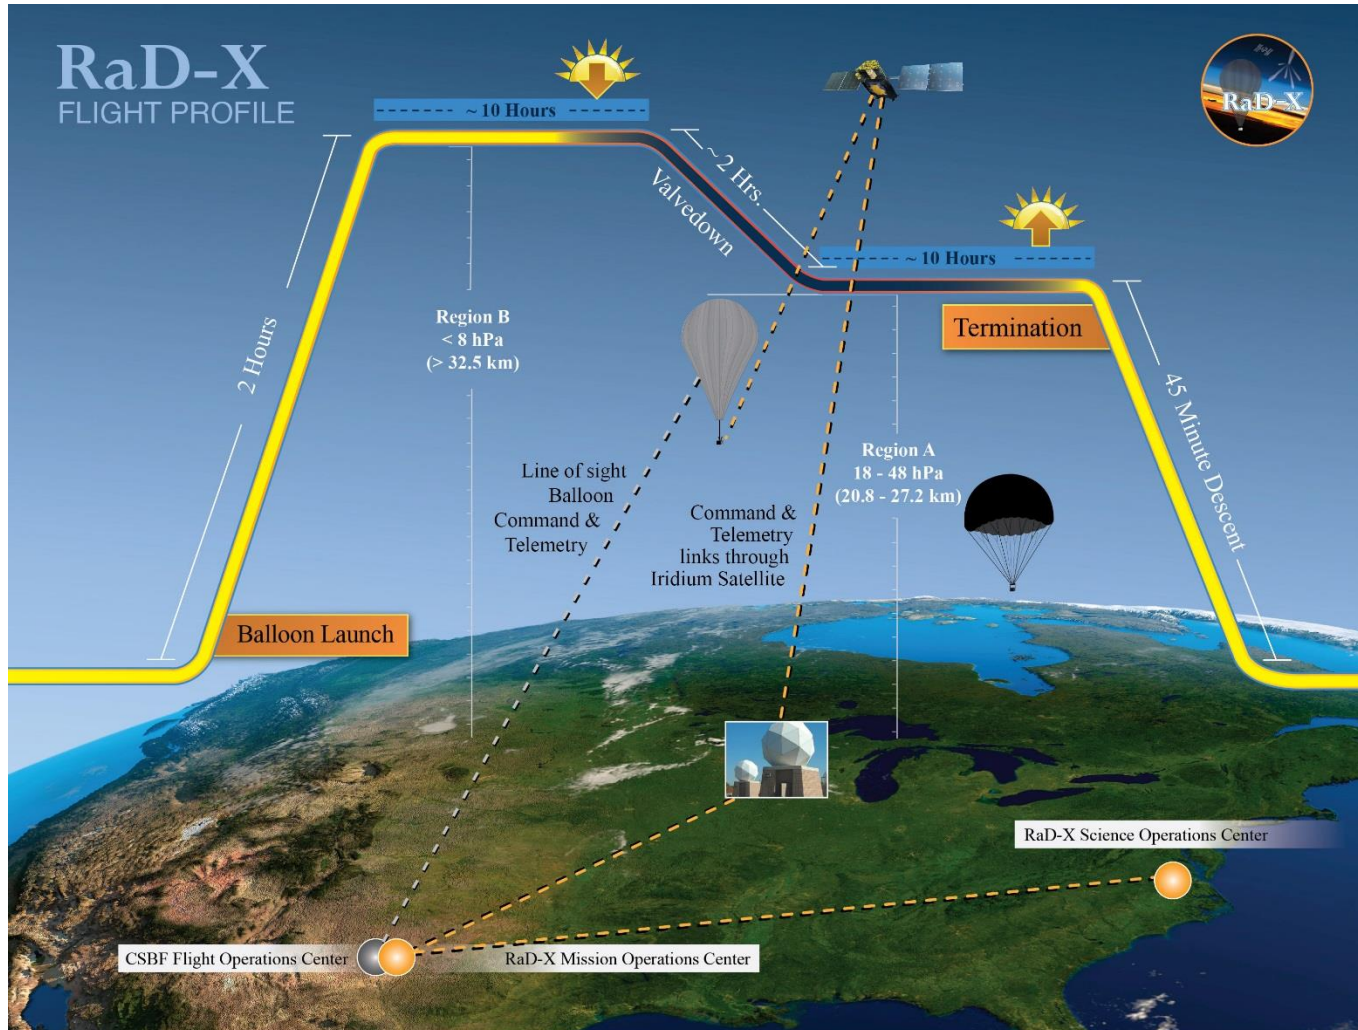 RaD-X
FLIGHT PROFILE
~ 10 Hours
RaD-X
~ 2 Hrs.
Valvedown
~ 10 Hours
2 Hours
Region B
< 8 hPa
(> 32.5 km)
Termination
45 Minute Descent
Region A
18 - 48 hPa
(20.8 - 27.2 km)
Line of sight
Balloon
Command &
Telemetry
Command &
Telemetry
links through
Iridium Satellite
Balloon Launch
RaD-X Science Operations Center
CSBF Flight Operations Center
RaD-X Mission Operations Center